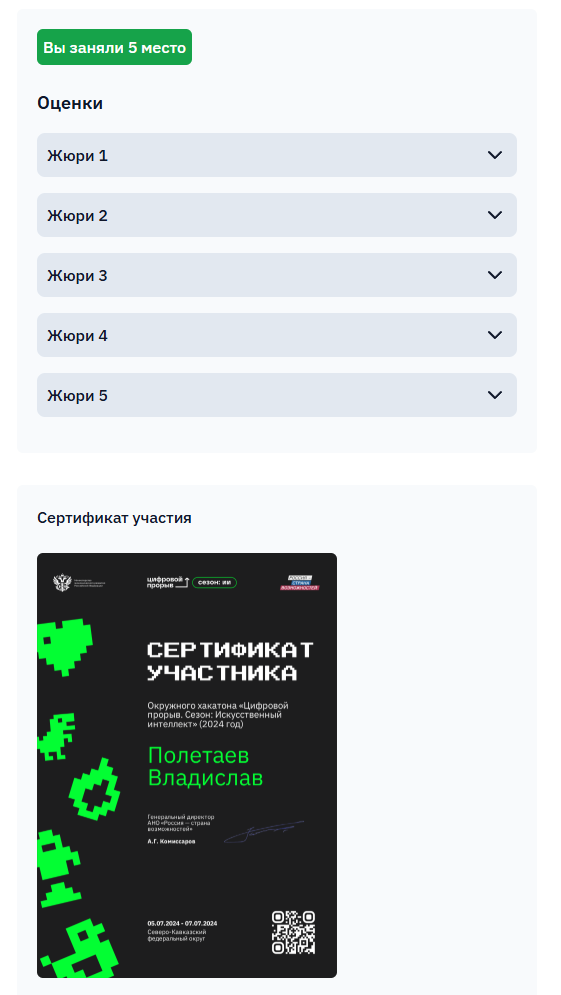 Вы заняли 5 место
Оценки
Жюри 1
Жюри 2
Жюри 3
Жюри 4
Жюри 5
Сертификат участия
цифровой
прорыв
сезон: ии
РОССИЯ –
СТРАНА
ВОЗМОЖНОСТЕЙ
СЕРТИФИКАТ
УЧАСТНИКА
Окружного хакатона «Цифровой
прорыв. Сезон: Искусственный
интеллект» (2024 год)
Полетаев
Владислав
Генеральный директор
АНО «Россия – страна
возможностей»
А.Г. Комиссаров
05.07.2024 - 07.07.2024
Северо-Кавказский
федеральный округ